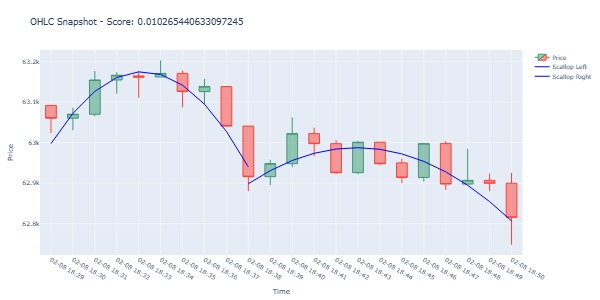 OHLC Snapshot - Score: 0.010265440633097245
Price
Scallop Left
Scallop Right
63.2k
63.1k
63k
62.9k
62.8k
Price
02-08 18:29
02-08 18:30
02-08 18:31
02-08 18:32
02-08 18:33
02-08 18:34
02-08 18:35
02-08 18:36
02-08 18:37
02-08 18:38
02-08 18:39
02-08 18:40
02-08 18:41
02-08 18:42
02-08 18:43
02-08 18:44
02-08 18:45
02-08 18:46
02-08 18:47
02-08 18:48
02-08 18:49
02-08 18:50
Time